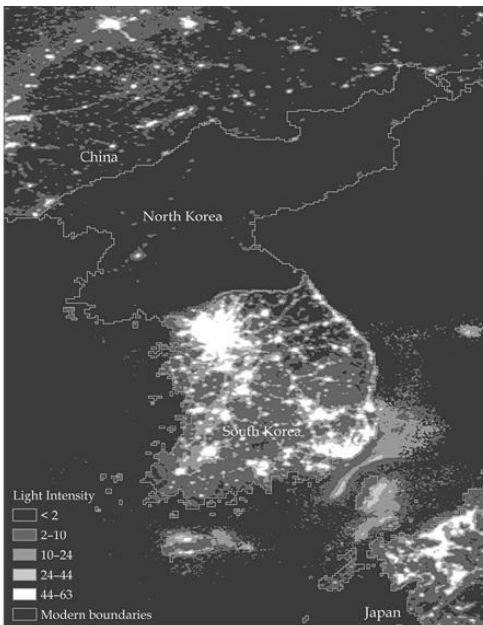 China
North Korea
South Korea
Light Intensity
< 2
2–10
10–24
24–44
44–63
Modern boundaries
Japan